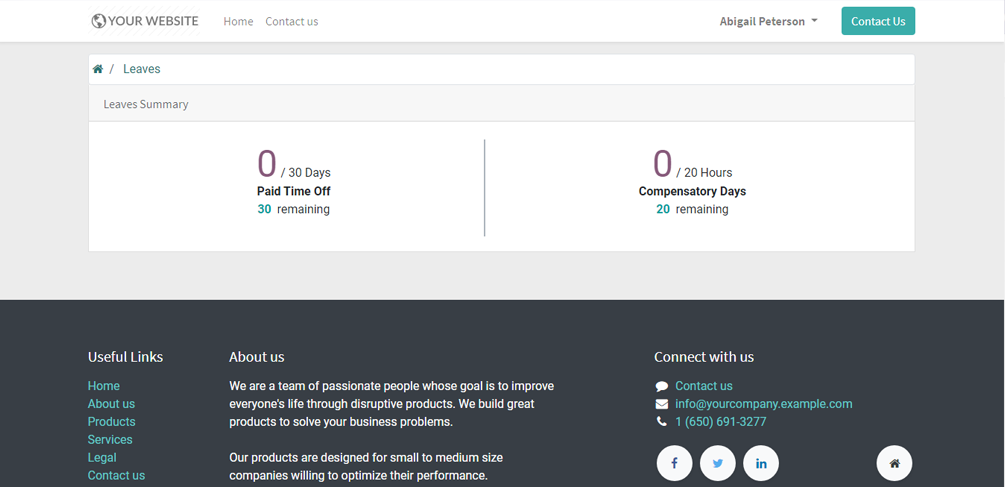 YOUR WEBSITE Home Contact us Abigail Peterson Contact Us
/ Leaves
Leaves Summary
0 / 30 Days
Paid Time Off
30 remaining
0 / 20 Hours
Compensatory Days
20 remaining
Useful Links
Home
About us
Products
Services
Legal
Contact us
About us
We are a team of passionate people whose goal is to improve
everyone's life through disruptive products. We build great
products to solve your business problems.
Our products are designed for small to medium size
companies willing to optimize their performance.
Connect with us
Contact us
info@yourcompany.example.com
1 (650) 691-3277